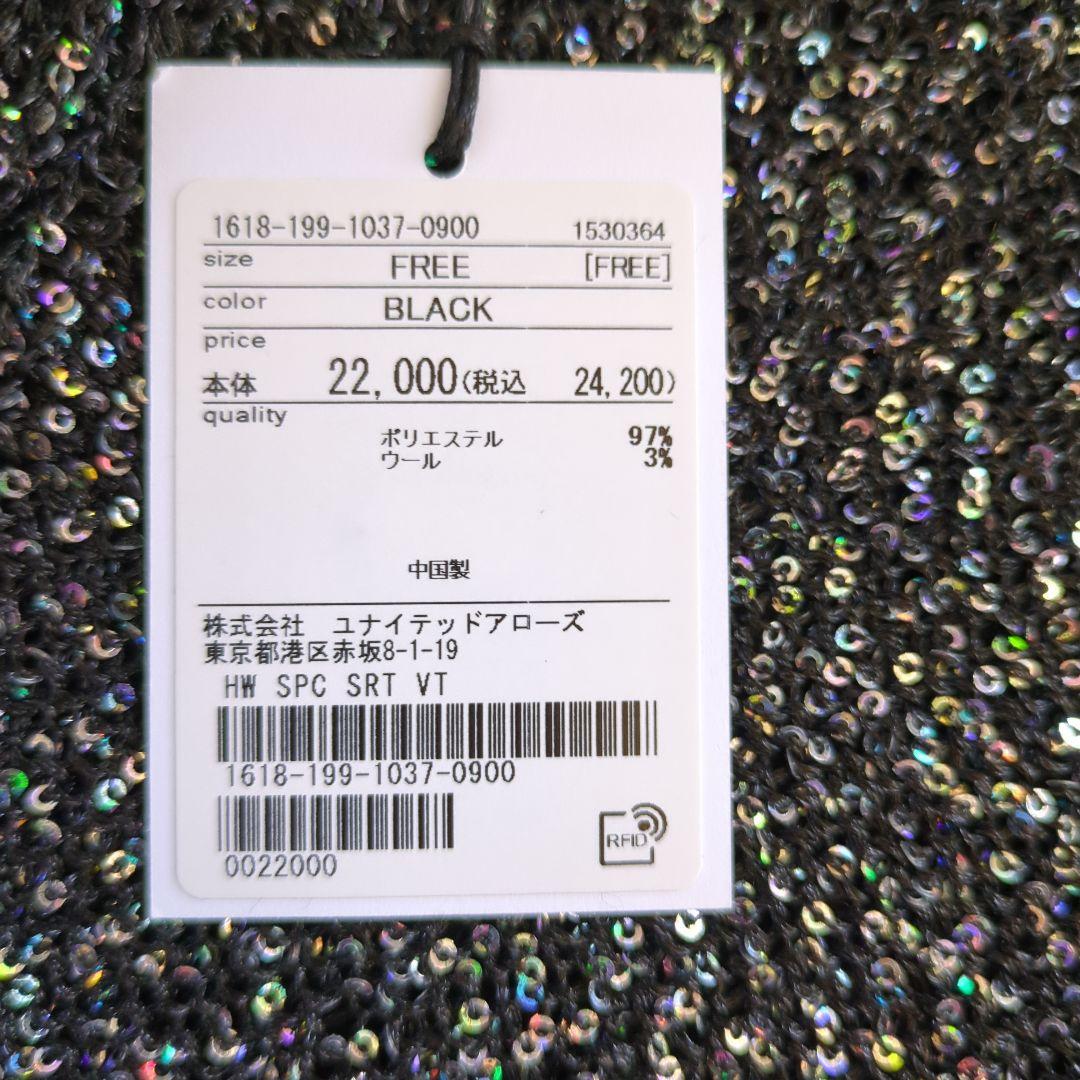 1618-199-1037-0900 1530364
size FREE [FREE]
color BLACK
price
本体 22,000(税込 24,200)
quality
ポリエステル 97%
ウール 3%
中国製
株式会社 ユナイテッドアローズ
東京都港区赤坂8-1-19
HW SPC SRT VT
1618-199-1037-0900
0022000
RFID